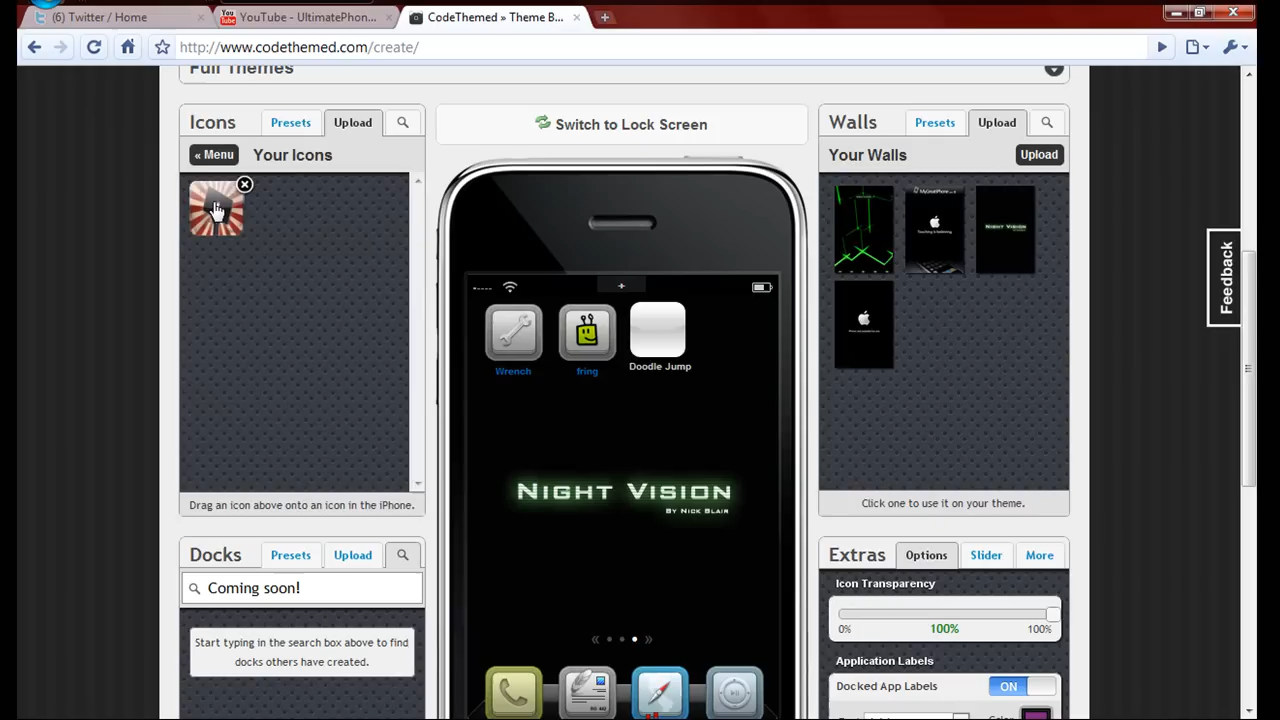 (6) Twitter / Home
YouTube - UltimatePhon...
CodeThemed » Theme B...
http://www.codethemed.com/create/
Full Themes
Icons
Presets
Upload
« Menu
Your Icons
Drag an icon above onto an icon in the iPhone.
Docks
Presets
Upload
Coming soon!
Start typing in the search box above to find
docks others have created.
Switch to Lock Screen
Wrench
fring
Doodle Jump
NIGHT VISION
BY NICK BLAIR
Walls
Presets
Upload
Your Walls
Upload
NIGHT VISION
Click one to use it on your theme.
Extras
Options
Slider
More
Icon Transparency
0%
100%
100%
Application Labels
Docked App Labels
ON
Feedback